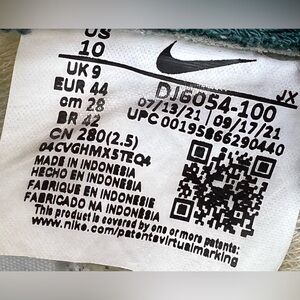 US
10
UK 9
EUR 44
cm 28
BR 42
CN 280(2.5)
DJ6054-100
JX
07/13/21 | 09/17/21
UPC 00195866290440
04CVGHMXSTEQ4
MADE IN INDONESIA
HECHO EN INDONESIA
FABRIQUE EN INDONESIE
FABRICADO NA INDONÉSIA
This product is covered by one or more patents:
www.nike.com/patentsvirtualmarking